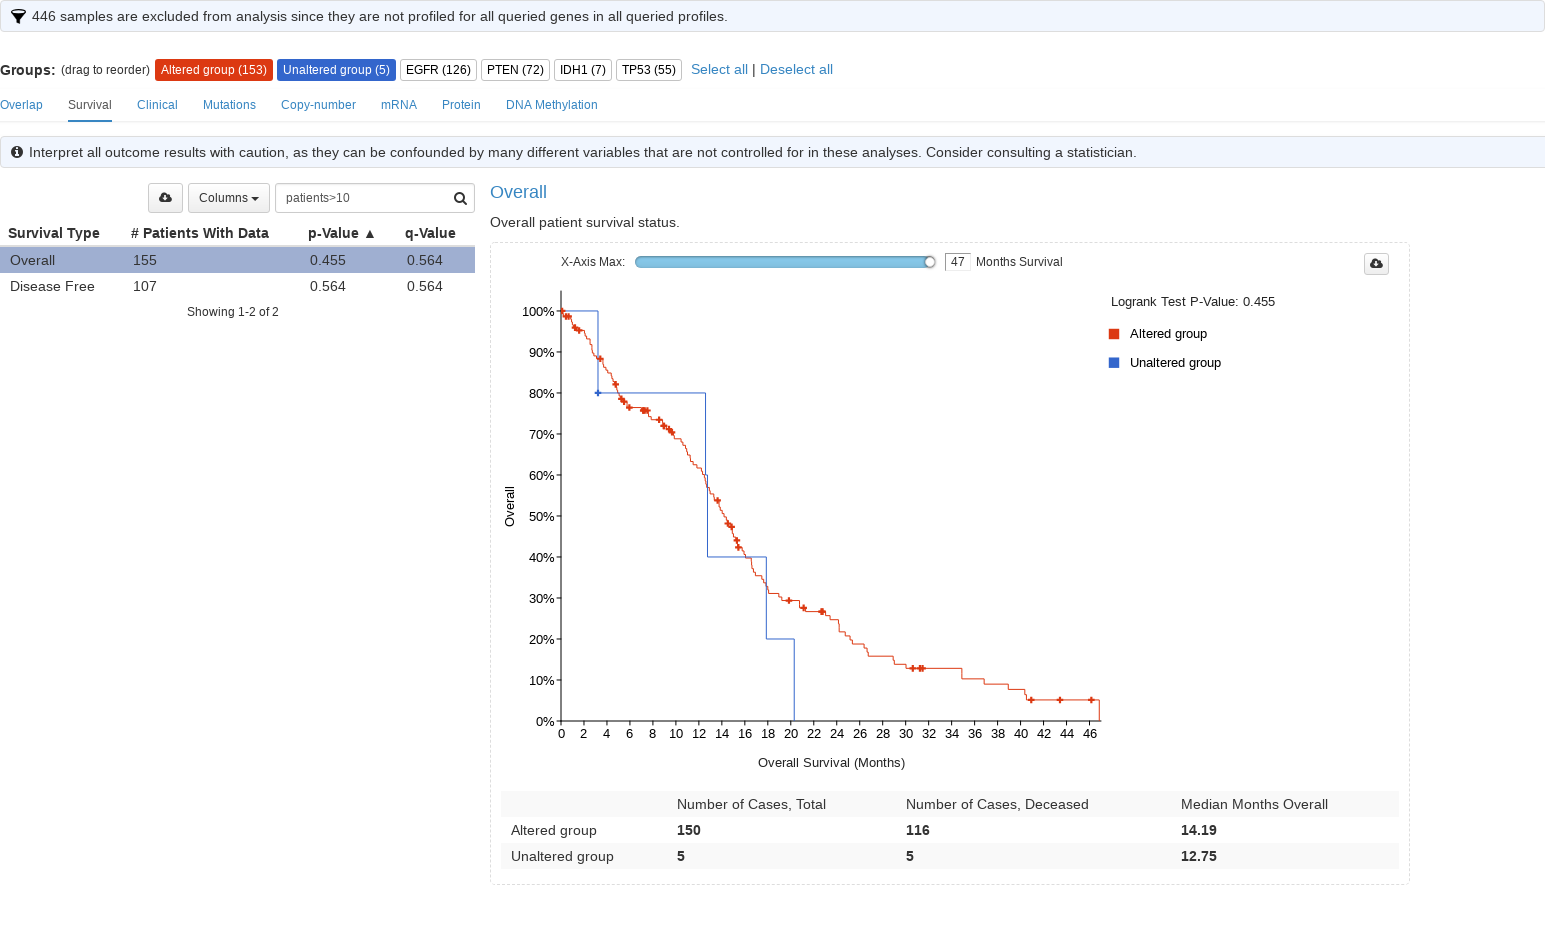 446 samples are excluded from analysis since they are not profiled for all queried genes in all queried profiles.
Groups: (drag to reorder) Altered group (153) Unaltered group (5) EGFR (126) PTEN (72) IDH1 (7) TP53 (55) Select all | Deselect all
Overlap Survival Clinical Mutations Copy-number mRNA Protein DNA Methylation
Interpret all outcome results with caution, as they can be confounded by many different variables that are not controlled for in these analyses. Consider consulting a statistician.
Columns patients>10
Survival Type # Patients With Data p-Value ▲ q-Value
Overall 155 0.455 0.564
Disease Free 107 0.564 0.564
Showing 1-2 of 2
Overall
Overall patient survival status.
X-Axis Max: 47 Months Survival
Logrank Test P-Value: 0.455
Altered group
Unaltered group
100%
90%
80%
70%
60%
50%
40%
30%
20%
10%
0%
Overall
0 2 4 6 8 10 12 14 16 18 20 22 24 26 28 30 32 34 36 38 40 42 44 46
Overall Survival (Months)
Number of Cases, Total Number of Cases, Deceased Median Months Overall
Altered group 150 116 14.19
Unaltered group 5 5 12.75